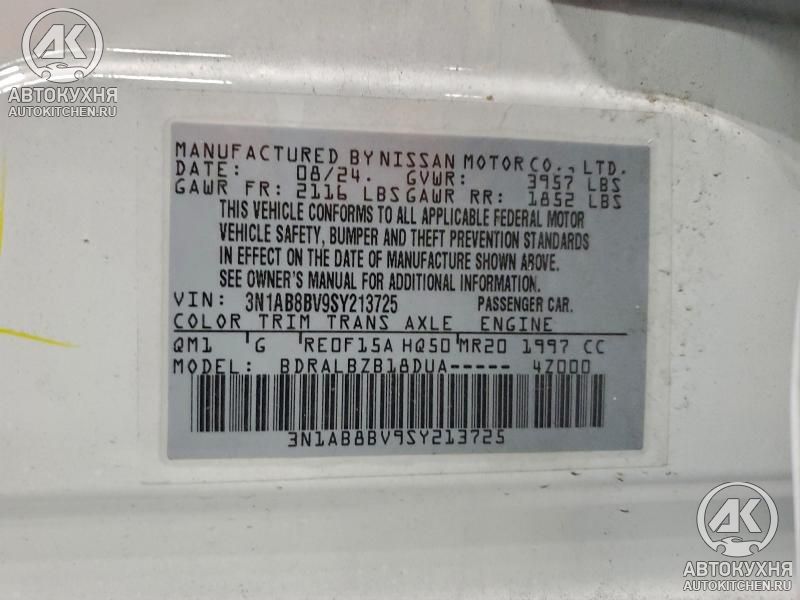 AK
АВТОКУХНЯ
AUTOKITCHEN.RU
MANUFACTURED BY NISSAN MOTOR CO., LTD.
DATE: 08/24. GVWR: 3957 LBS
GAWR FR: 2116 LBS GAWR RR: 1852 LBS
THIS VEHICLE CONFORMS TO ALL APPLICABLE FEDERAL MOTOR
VEHICLE SAFETY, BUMPER AND THEFT PREVENTION STANDARDS
IN EFFECT ON THE DATE OF MANUFACTURE SHOWN ABOVE.
SEE OWNER'S MANUAL FOR ADDITIONAL INFORMATION.
VIN: 3N1AB8BV9SY213725 PASSENGER CAR.
COLOR TRIM TRANS AXLE ENGINE
QM1 G RE0F15A HQ50 MR20 1997 CC
MODEL: BDRALBZB18DUA----- 4Z000
3N1AB8BV9SY213725
AK
АВТОКУХНЯ
AUTOKITCHEN.RU